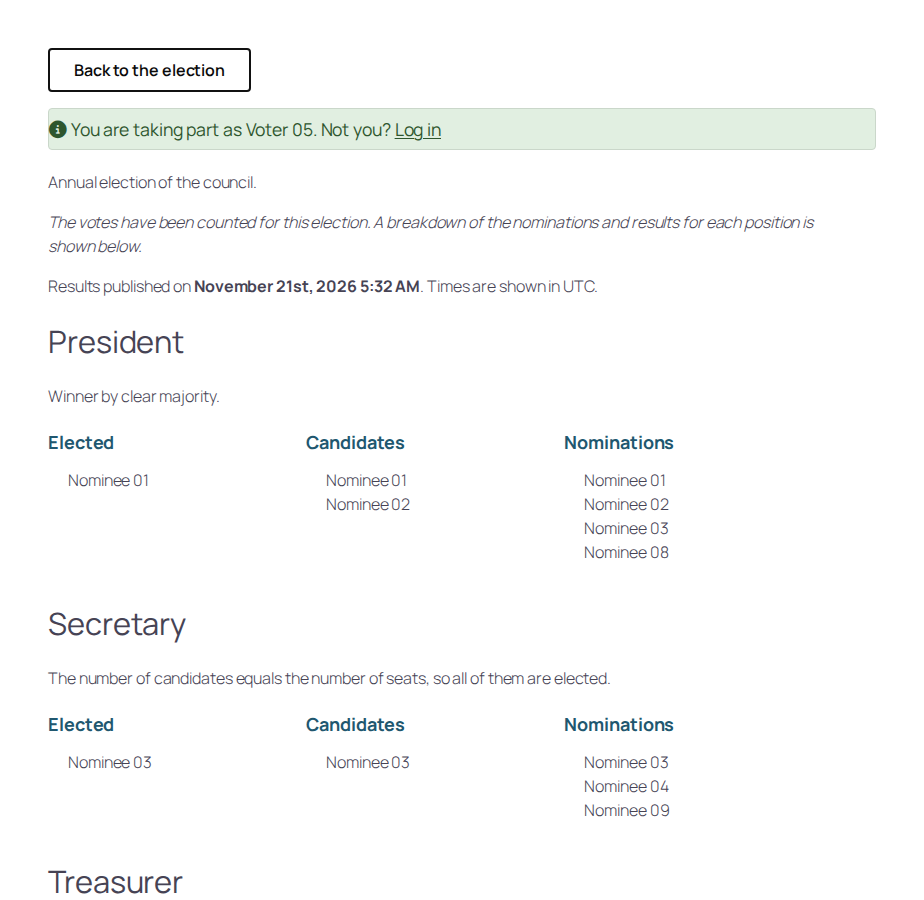 Back to the election
You are taking part as Voter 05. Not you? Log in
Annual election of the council.
The votes have been counted for this election. A breakdown of the nominations and results for each position is
shown below.
Results published on November 21st, 2026 5:32 AM. Times are shown in UTC.
President
Winner by clear majority.
Elected
Nominee 01
Candidates
Nominee 01
Nominee 02
Nominations
Nominee 01
Nominee 02
Nominee 03
Nominee 08
Secretary
The number of candidates equals the number of seats, so all of them are elected.
Elected
Nominee 03
Candidates
Nominee 03
Nominations
Nominee 03
Nominee 04
Nominee 09
Treasurer